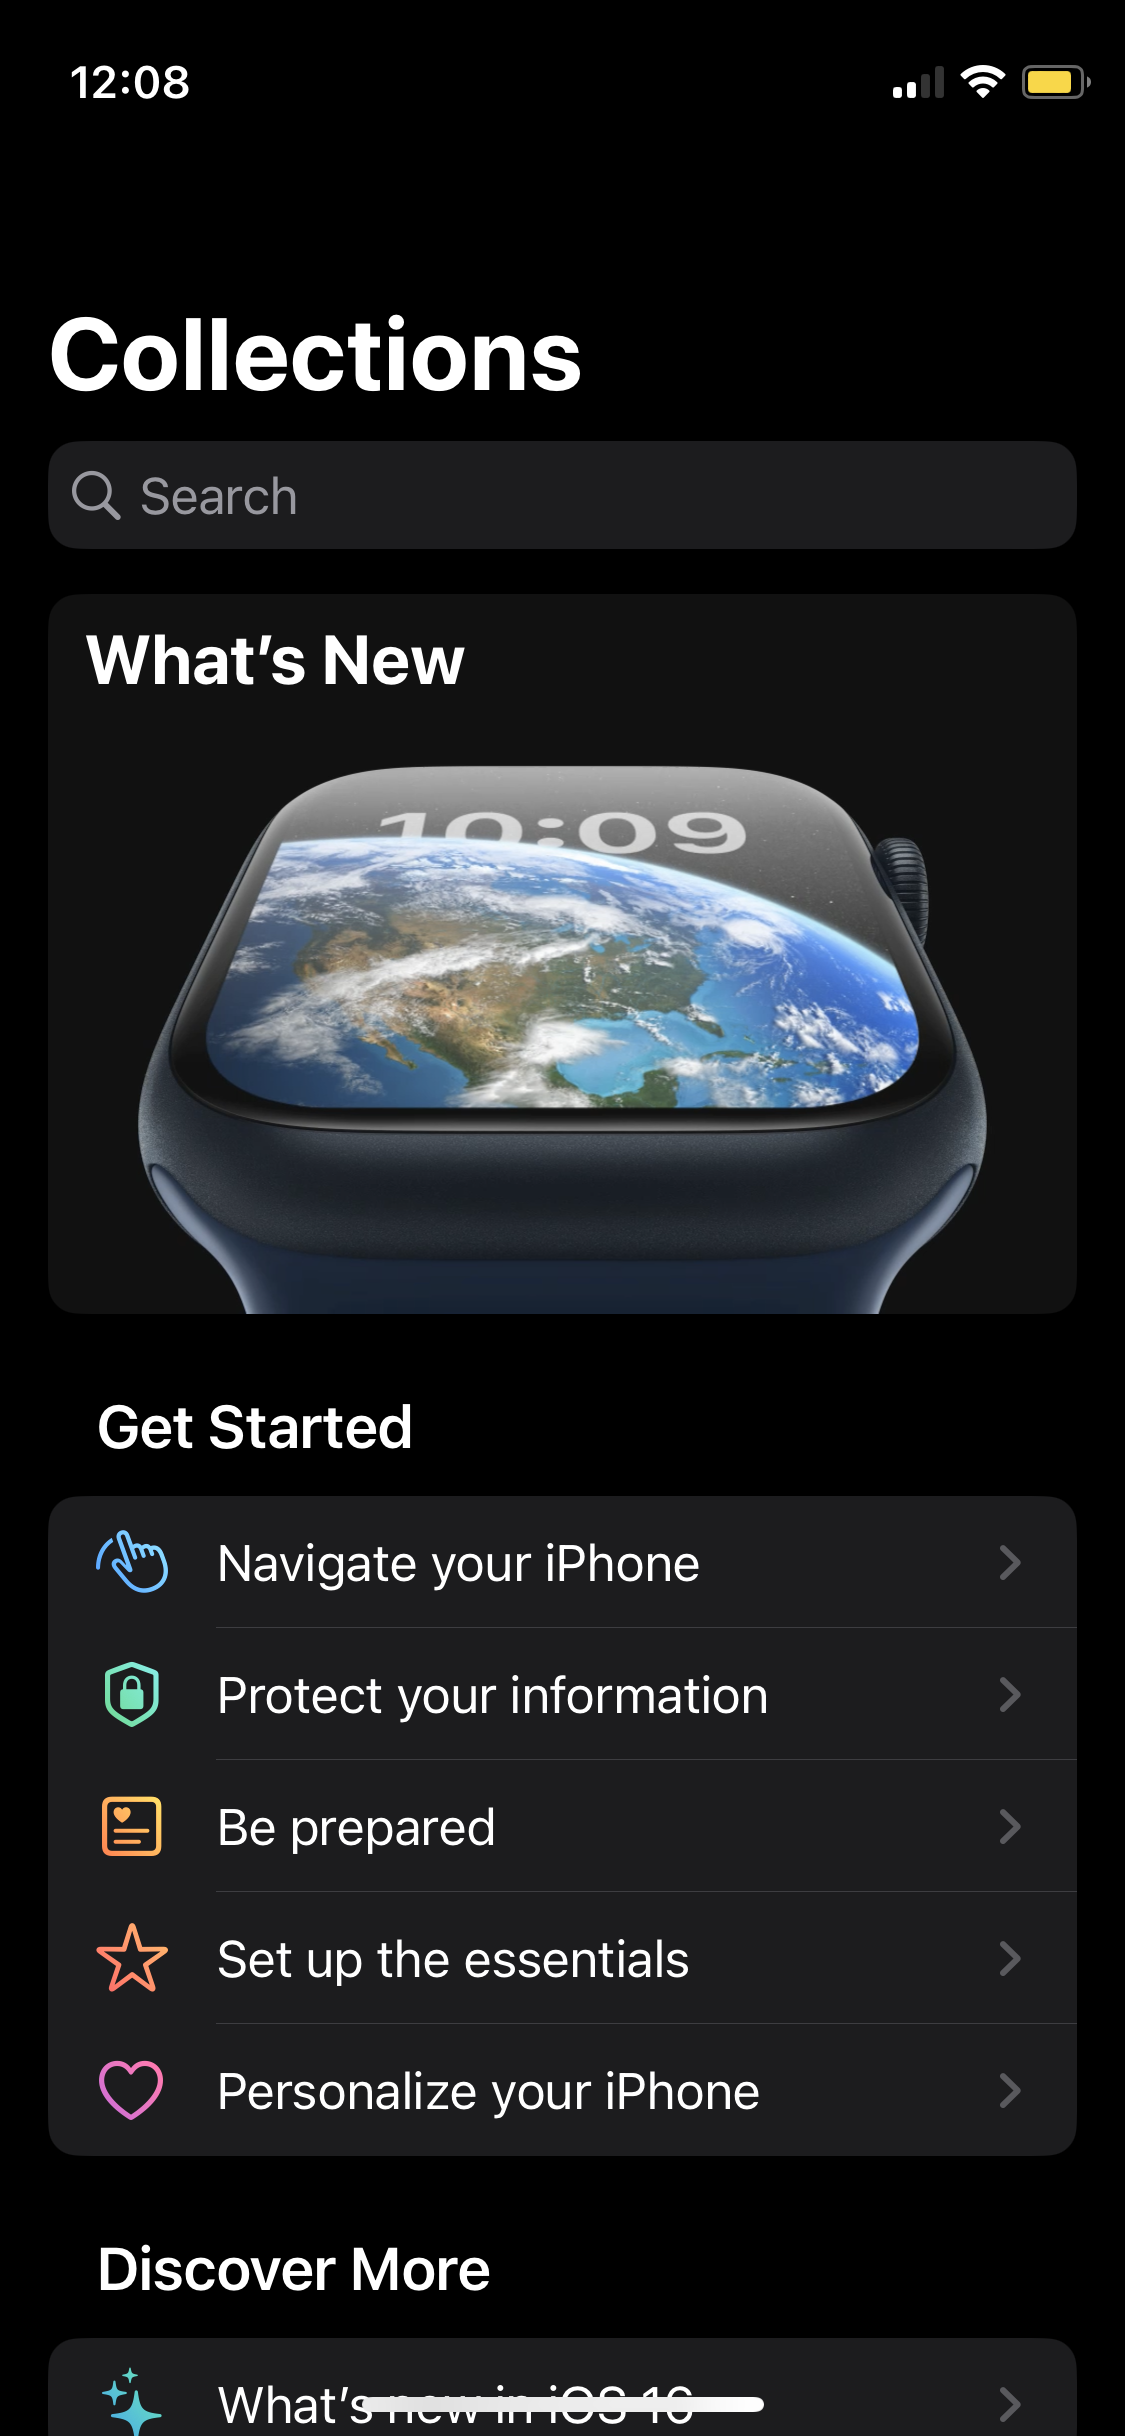 12:08
Collections
Search
What’s New
10:09
Get Started
Navigate your iPhone
Protect your information
Be prepared
Set up the essentials
Personalize your iPhone
Discover More
What’s new in iOS 16